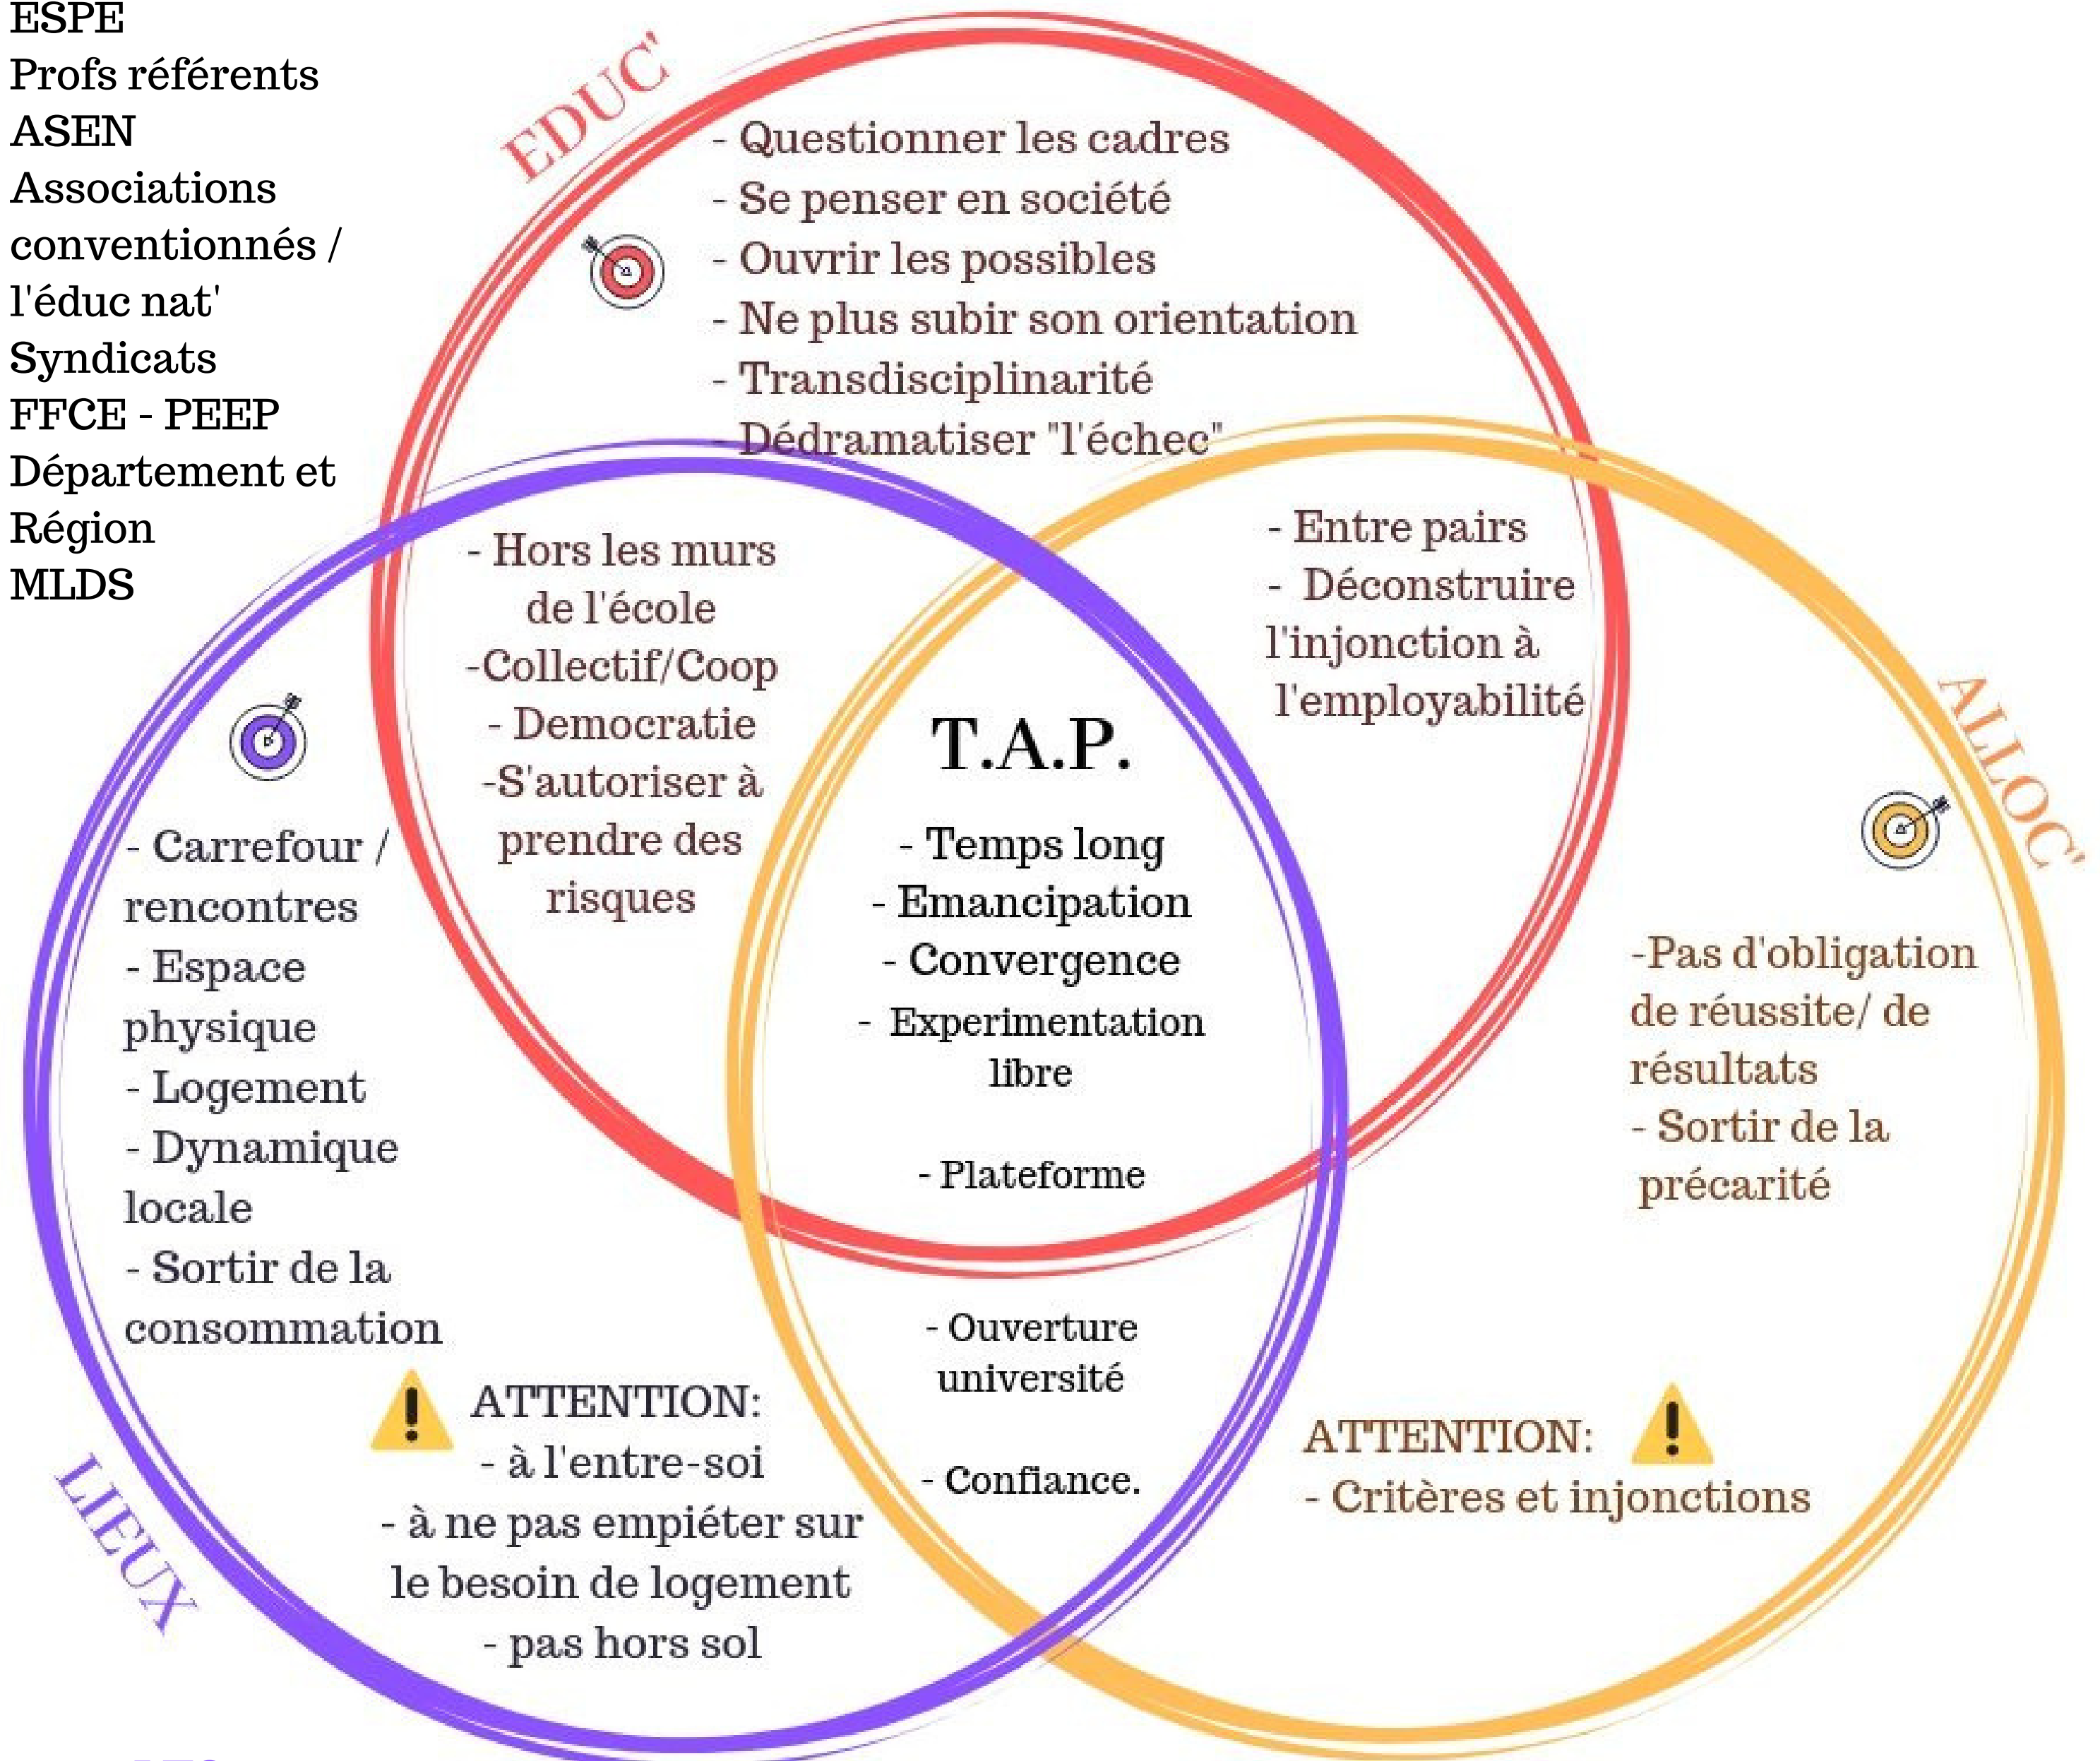 ESPE
Profs référents
ASEN
Associations
conventionnés /
l'éduc nat'
Syndicats
FFCE - PEEP
Département et
Région
MLDS
EDUC'
- Questionner les cadres
- Se penser en société
- Ouvrir les possibles
- Ne plus subir son orientation
- Transdisciplinarité
- Dédramatiser "l'échec"
- Hors les murs
de l'école
-Collectif/Coop
- Democratie
-S'autoriser à
prendre des
risques
- Entre pairs
- Déconstruire
l'injonction à
l'employabilité
T.A.P.
- Temps long
- Emancipation
- Convergence
- Experimentation
libre
- Plateforme
- Ouverture
université
- Confiance.
ALLOC'
-Pas d'obligation
de réussite/ de
résultats
- Sortir de la
précarité
ATTENTION:
- Critères et injonctions
- Carrefour /
rencontres
- Espace
physique
- Logement
- Dynamique
locale
- Sortir de la
consommation
ATTENTION:
- à l'entre-soi
- à ne pas empiéter sur
le besoin de logement
- pas hors sol
LIEUX